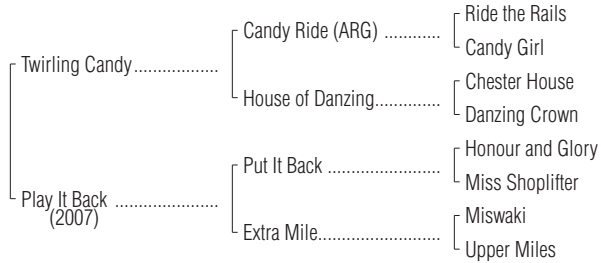 Ride the Rails
Candy Ride (ARG) ............
Candy Girl
Twirling Candy..................
Chester House
House of Danzing..............
Danzing Crown
Honour and Glory
Put It Back ........................
Miss Shoplifter
Play It Back ......................
(2007)
Miswaki
Extra Mile..........................
Upper Miles